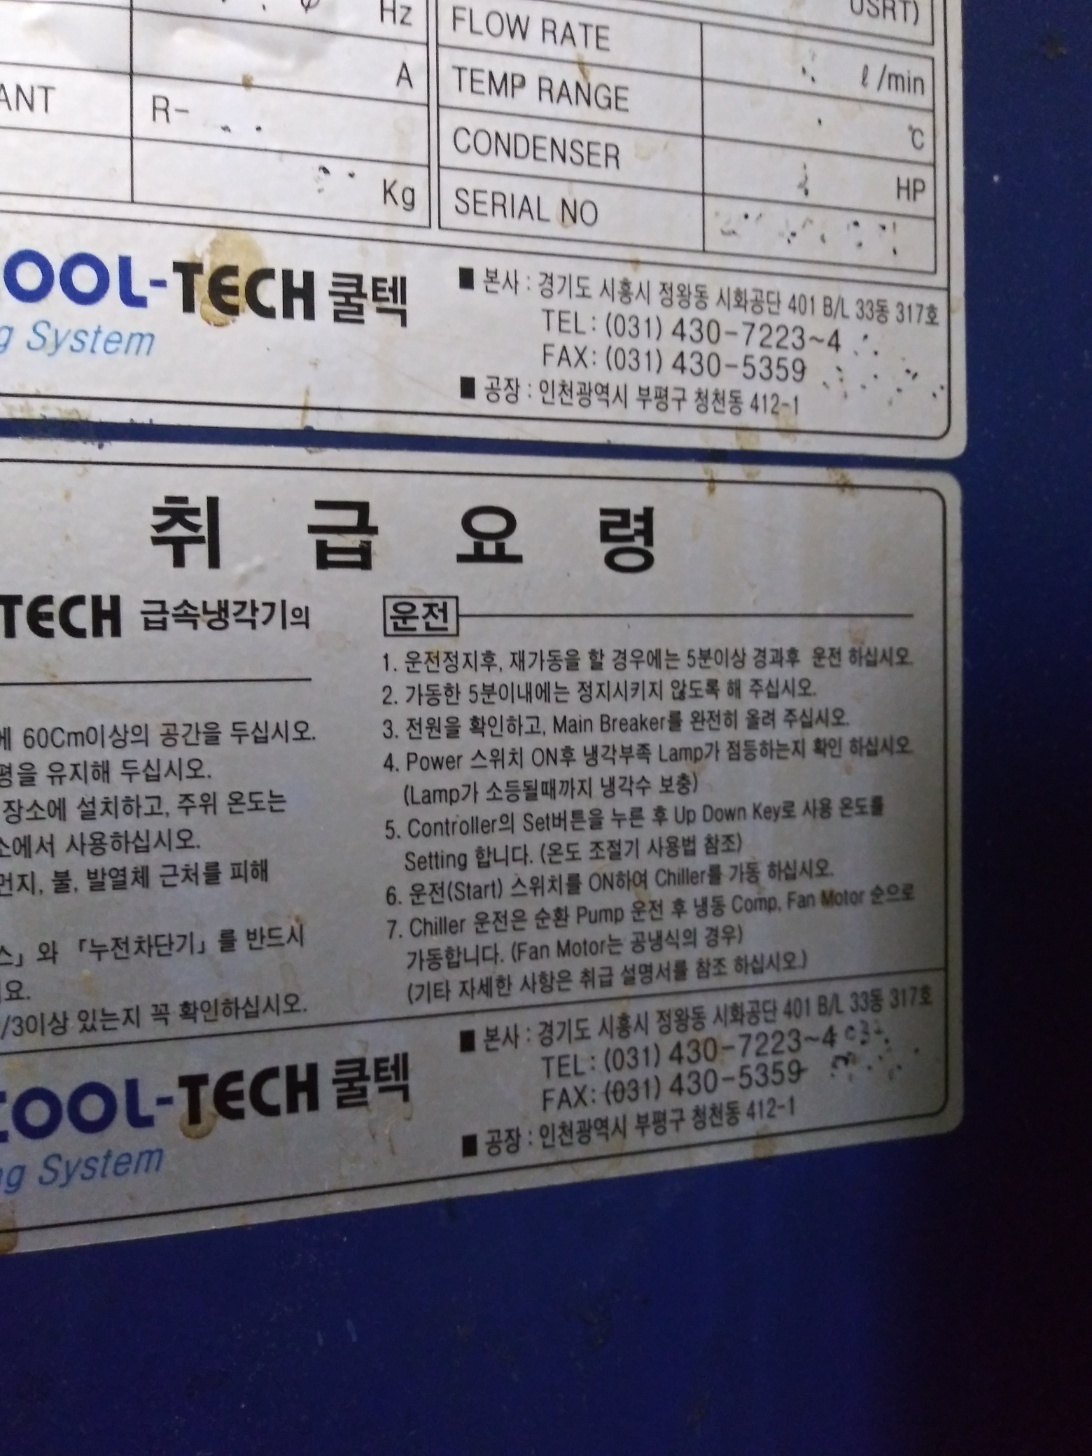 Hz
USRT)
FLOW RATE
ℓ /min
A
TEMP RANGE
℃
ANT R-
CONDENSER
HP
Kg
SERIAL NO
OOL-TECH 쿨텍
g System
■ 본사 : 경기도 시흥시 정왕동 시화공단 401 B/L 33동 317호
TEL: (031) 430-7223~4
FAX: (031) 430-5359
■ 공장 : 인천광역시 부평구 청천동 412-1
취 급 요 령
TECH 급속냉각기의
에 60Cm이상의 공간을 두십시오.
평을 유지해 두십시오.
장소에 설치하고, 주위 온도는
소에서 사용하십시오.
먼지, 불, 발열체 근처를 피해
스」와 「누전차단기」를 반드시
요.
/3이상 있는지 꼭 확인하십시오.
운전
1. 운전정지후, 재가동을 할 경우에는 5분이상 경과후 운전 하십시오.
2. 가동한 5분이내에는 정지시키지 않도록 해 주십시오.
3. 전원을 확인하고, Main Breaker를 완전히 올려 주십시오.
4. Power 스위치 ON후 냉각부족 Lamp가 점등하는지 확인 하십시오.
(Lamp가 소등될때까지 냉각수 보충)
5. Controller의 Set버튼을 누른 후 Up Down Key로 사용 온도를
Setting 합니다. (온도 조절기 사용법 참조)
6. 운전(Start) 스위치를 ON하여 Chiller를 가동 하십시오.
7. Chiller 운전은 순환 Pump 운전 후 냉동 Comp, Fan Motor 순으로
가동합니다. (Fan Motor는 공냉식의 경우)
(기타 자세한 사항은 취급 설명서를 참조 하십시오.)
COOL-TECH 쿨텍
ng System
■ 본사 : 경기도 시흥시 정왕동 시화공단 401 B/L 33동 317호
TEL: (031) 430-7223~4
FAX: (031) 430-5359
■ 공장 : 인천광역시 부평구 청천동 412-1